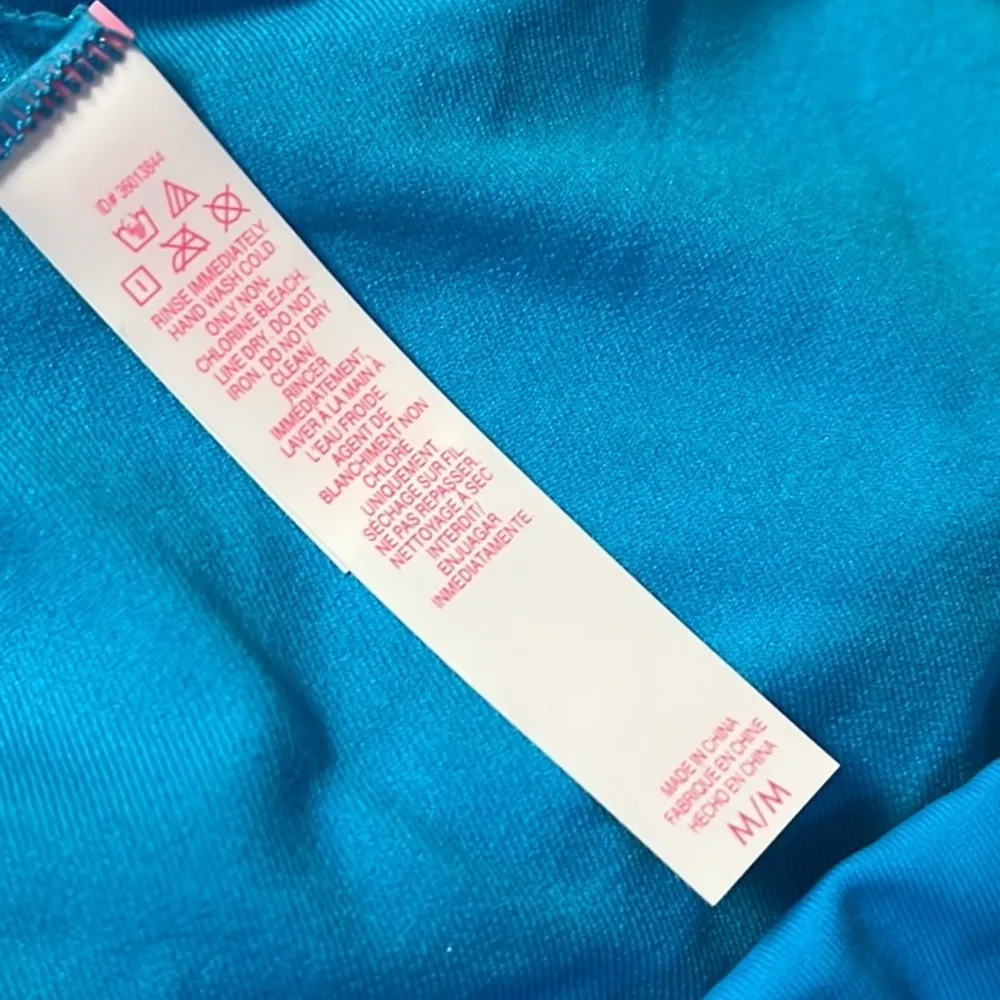 ID# 36013844
RINSE IMMEDIATELY.
HAND WASH COLD
ONLY NON-
CHLORINE BLEACH.
LINE DRY. DO NOT
IRON. DO NOT DRY
CLEAN/
RINCER
IMMÉDIATEMENT,
LAVER À LA MAIN À
L'EAU FROIDE.
AGENT DE
BLANCHIMENT NON
CHLORÉ
UNIQUEMENT
SÉCHAGE SUR FIL.
NE PAS REPASSER.
NETTOYAGE À SEC
INTERDIT/
ENJUAGAR
INMEDIATAMENTE.
MADE IN CHINA
FABRIQUE EN CHINE
HECHO EN CHINA
M/M